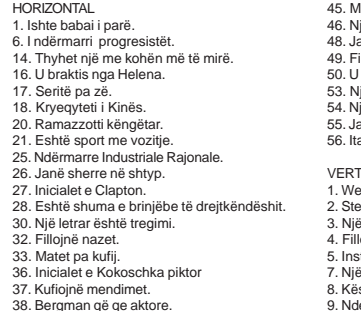 HORIZONTAL
1. Ishte babai i parë.
6. I ndërmarri  progresistët.
14. Thyhet një me kohën më të mirë.
16. U braktis nga Helena.
17. Seritë pa zë.
18. Kryeqyteti i Kinës.
20. Ramazzotti këngëtar.
21. Eshtë sport me vozitje.
25. Ndërmarre Industriale Rajonale.
26. Janë sherre në shtyp.
27. Inicialet e Clapton.
28. Eshtë shuma e brinjëbe të drejtkëndëshit.
30. Një letrar është tregimi.
32. Fillojnë nazet.
33. Matet pa kufij.
36. Inicialet e Kokoschka piktor
37. Kufiojnë mendimet.
38. Bergman që qe aktore.
45. M
46. Nj
48. Ja
49. Fi
50. U
53. Nj
54. Nj
55. Ja
56. Ita
VERT
1. We
2. Ste
3. Një
4. Fill
5. Inst
7. Një
8. Kës
9. Nde